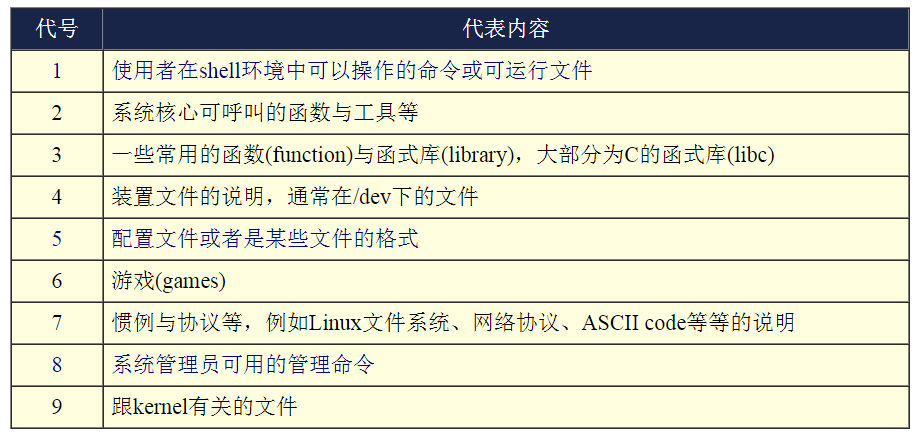 代号 代表内容
1 使用者在shell环境中可以操作的命令或可运行文件
2 系统核心可呼叫的函数与工具等
3 一些常用的函数(function)与函式库(library)，大部分为C的函式库(libc)
4 装置文件的说明，通常在/dev下的文件
5 配置文件或者是某些文件的格式
6 游戏(games)
7 惯例与协议等，例如Linux文件系统、网络协议、ASCII code等等的说明
8 系统管理员可用的管理命令
9 跟kernel有关的文件